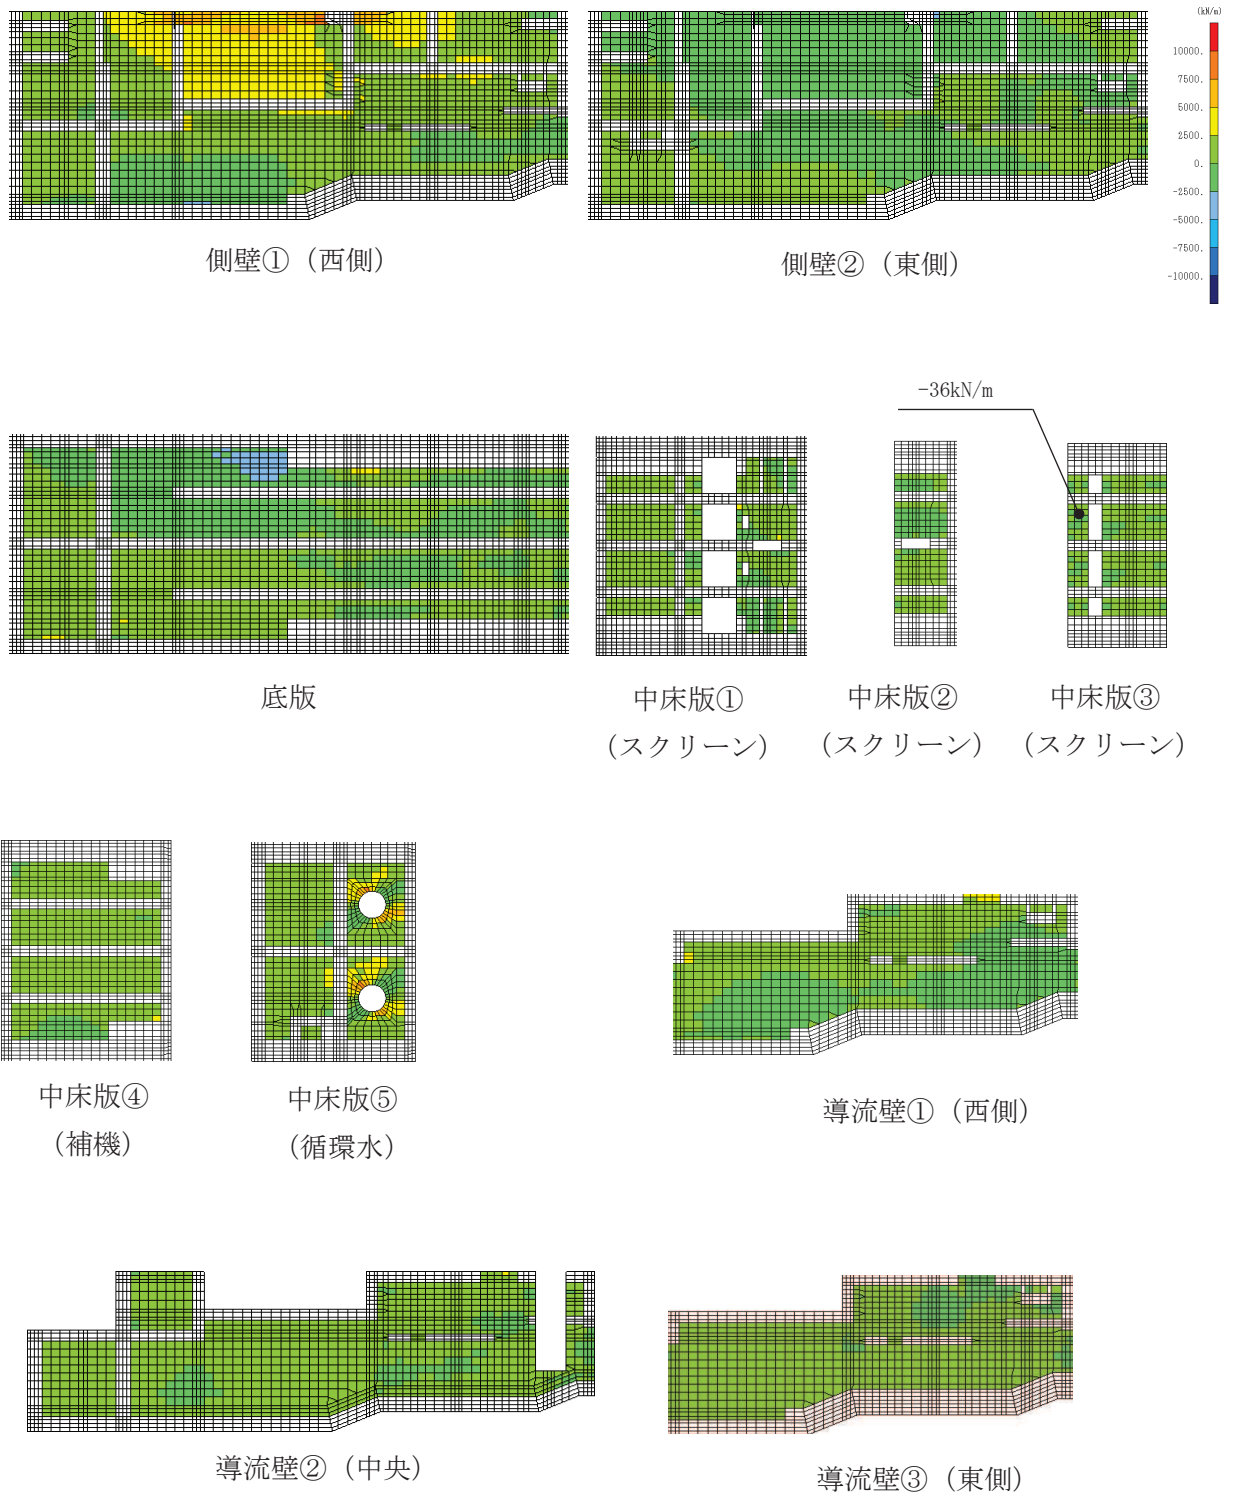 (kN/m)
10000.
7500.
5000.
2500.
0.
-2500.
-5000.
-7500.
-10000.
側壁①（西側）
側壁②（東側）
-36kN/m
底版
中床版①
（スクリーン）
中床版②
（スクリーン）
中床版③
（スクリーン）
中床版④
（補機）
中床版⑤
（循環水）
導流壁①（西側）
導流壁②（中央）
導流壁③（東側）